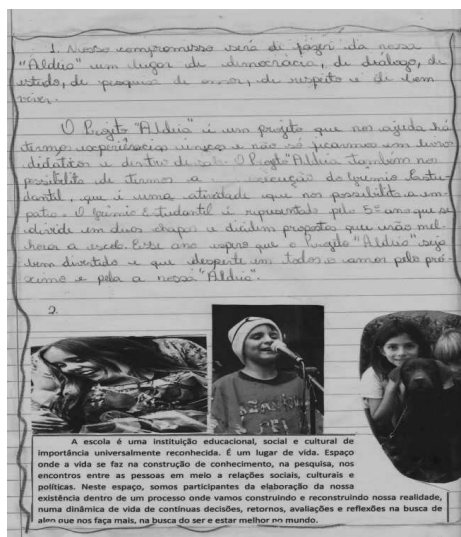 1. Nosso compromisso será de fazer da nossa
"Aldeia" um lugar de democracia, de diálogo, de
estudo, de pesquisa de amor, de respeito e de bem
viver.
O Projeto "Aldeia" é um projeto que nos ajuda há
termos experiências e não só ficarmos em livro
didático e dentro de sala. O Projeto "Aldeia também nos
possibilita de termos a execução do Grêmio Estu-
dantil, que é uma atividade que nos possibilita a em-
patia. O Grêmio Estudantil é representado pelo 5º ano que se
divide em duas chapas e propostas que irão mel-
horar a escola. Esse ano espero que o Projeto "Aldeia" seja
bem divertido e que desperte em todos o amor pelo pró-
ximo e pela a nossa "Aldeia".
2.
A escola é uma instituição educacional, social e cultural de
importância universalmente reconhecida. É um lugar de vida. Espaço
onde a vida se faz na construção de conhecimento, na pesquisa, nos
encontros entre as pessoas em meio a relações sociais, culturais e
políticas. Neste espaço, somos participantes da elaboração da nossa
existência dentro de um processo onde vamos construindo e reconstruindo nossa realidade,
numa dinâmica de vida de contínuas decisões, retornos, avaliações e reflexões na busca de
algo que nos faça mais, na busca do ser e estar melhor no mundo.